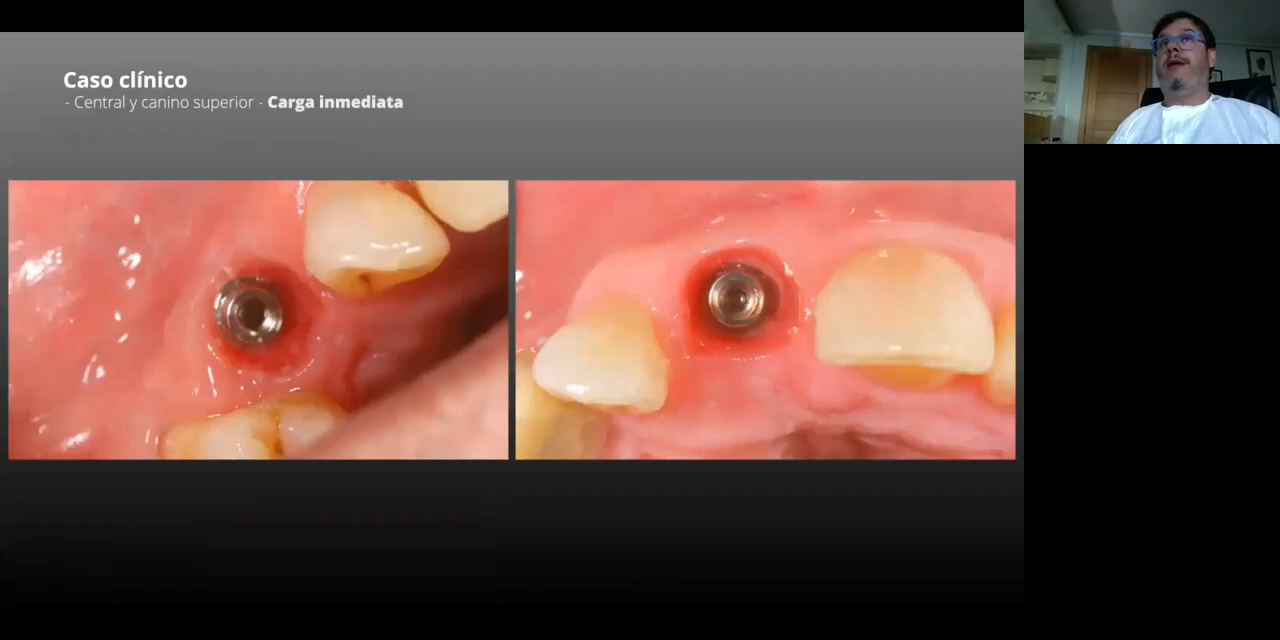 Caso clínico
- Central y canino superior - Carga inmediata